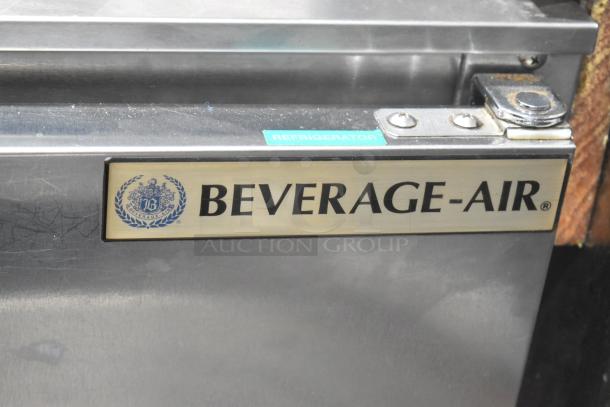 REFRIGERATOR
B
BEVERAGE-AIR®
AUCTION GROUP